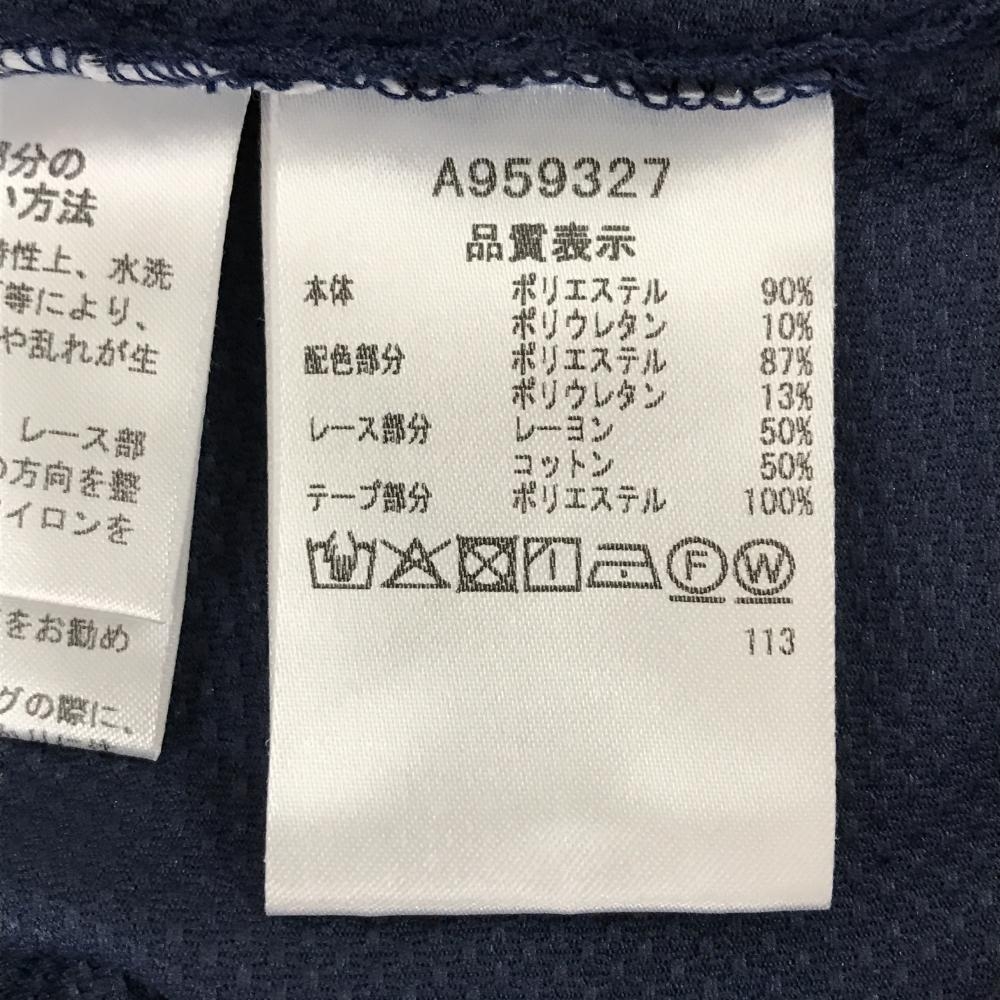 部分の
い方法
特性上、水洗
等により、
や乱れが生
レース部
の方向を整
イロンを
をお勧め
グの際に、
A959327
品質表示
本体 ポリエステル 90%
ポリウレタン 10%
配色部分 ポリエステル 87%
ポリウレタン 13%
レース部分 レーヨン 50%
コットン 50%
テープ部分 ポリエステル 100%
F W
113